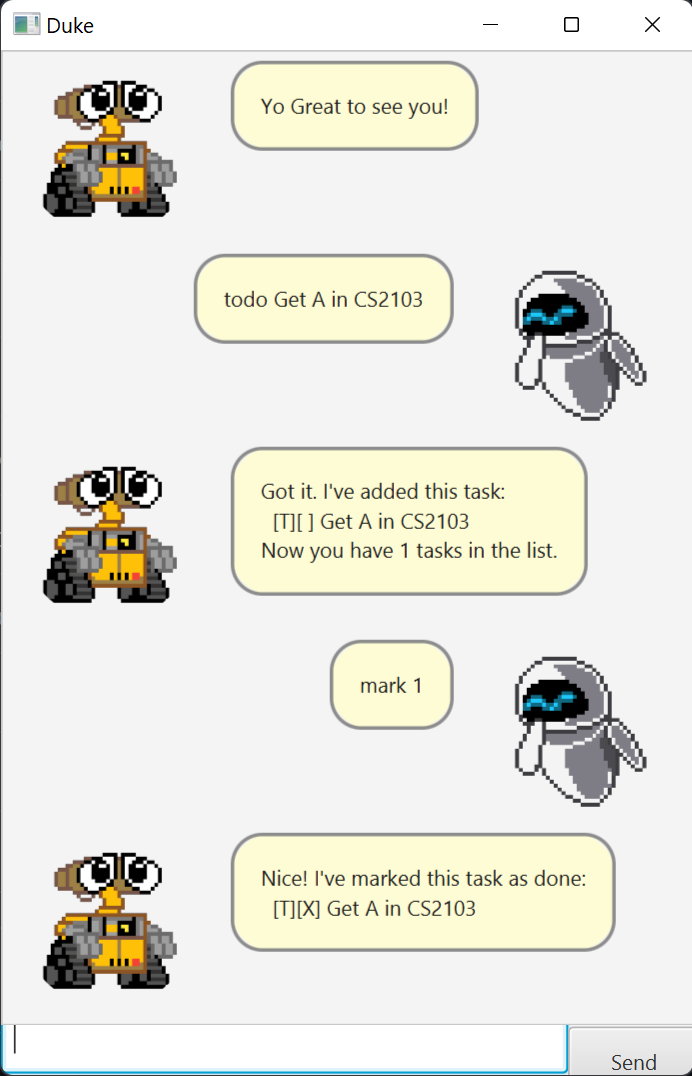 Duke
Yo Great to see you!
todo Get A in CS2103
Got it. I've added this task:
[T][ ] Get A in CS2103
Now you have 1 tasks in the list.
mark 1
Nice! I've marked this task as done:
[T][X] Get A in CS2103
Send